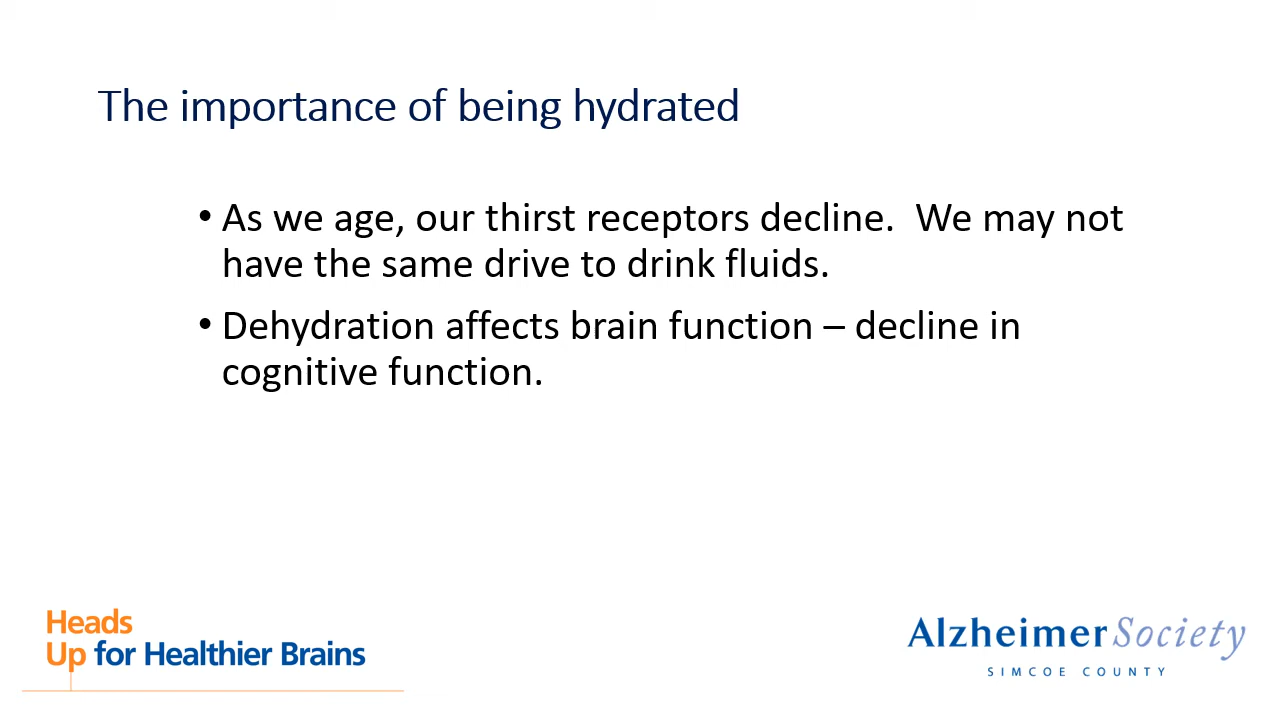 The importance of being hydrated
• As we age, our thirst receptors decline.  We may not
have the same drive to drink fluids.
• Dehydration affects brain function – decline in
cognitive function.
Heads
Up for Healthier Brains
Alzheimer Society
SIMCOE COUNTY